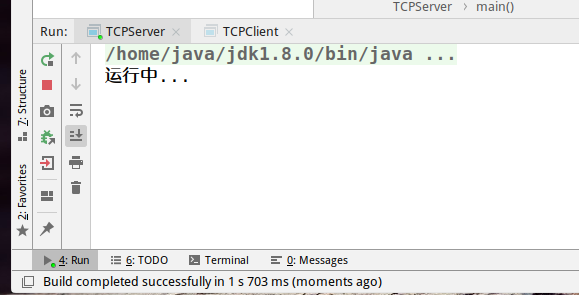 TCPServer > main()
Run: TCPServer × TCPClient ×
/home/java/jdk1.8.0/bin/java ...
运行中...
7: Structure
2: Favorites
4: Run 6: TODO Terminal 0: Messages
Build completed successfully in 1 s 703 ms (moments ago)